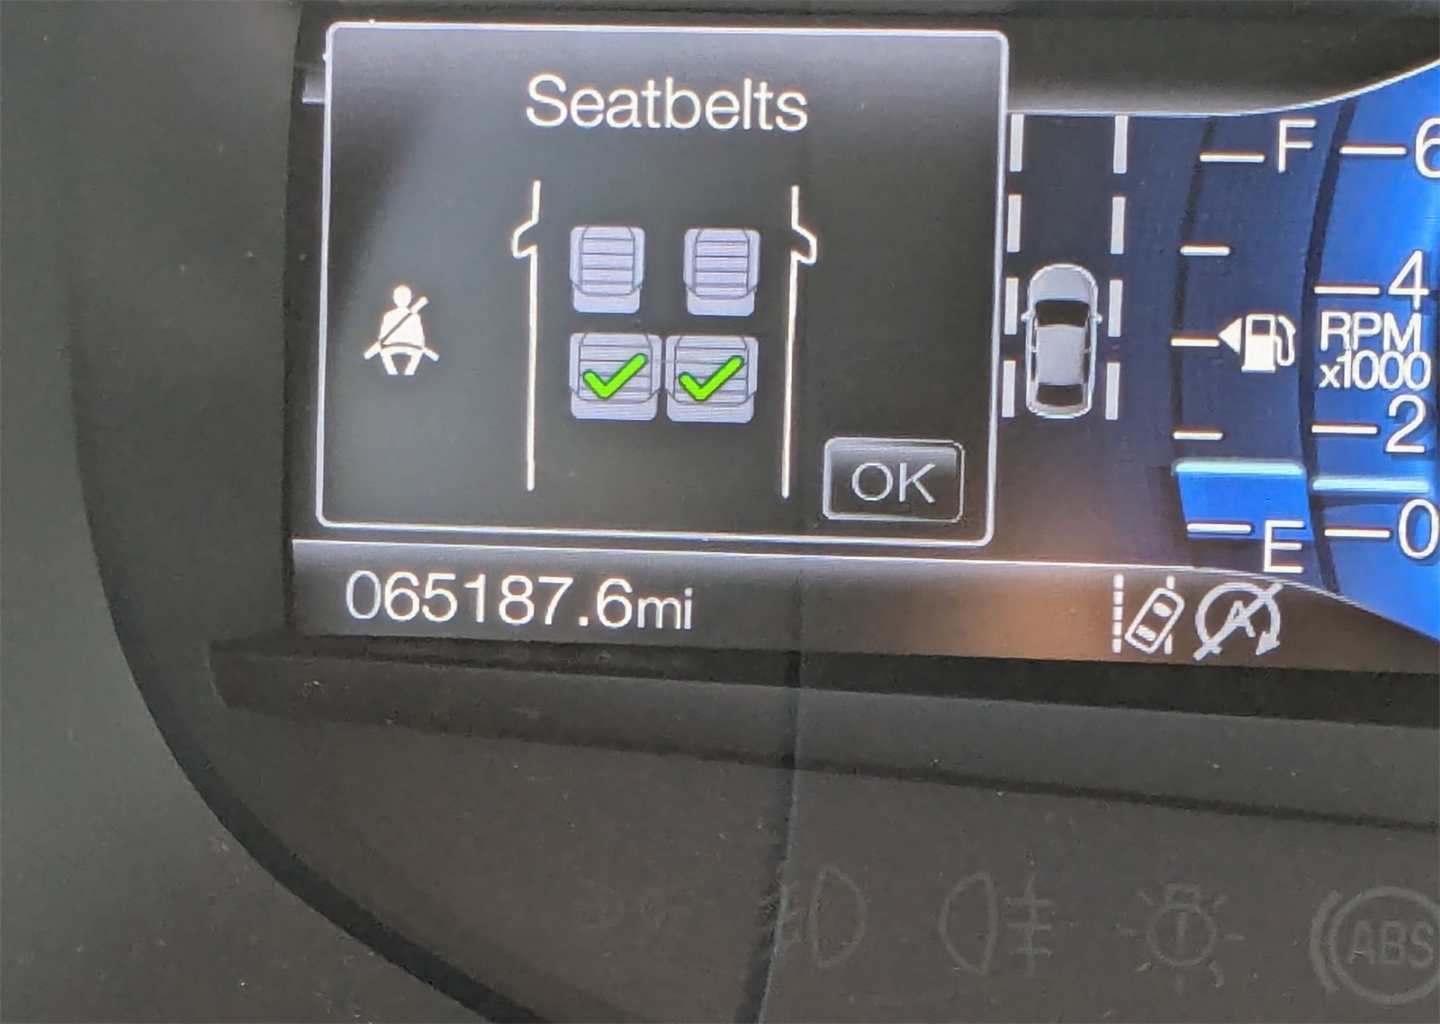 Seatbelts
OK
065187.6mi
F
E
6
4
RPM
x1000
2
0
A
ABS